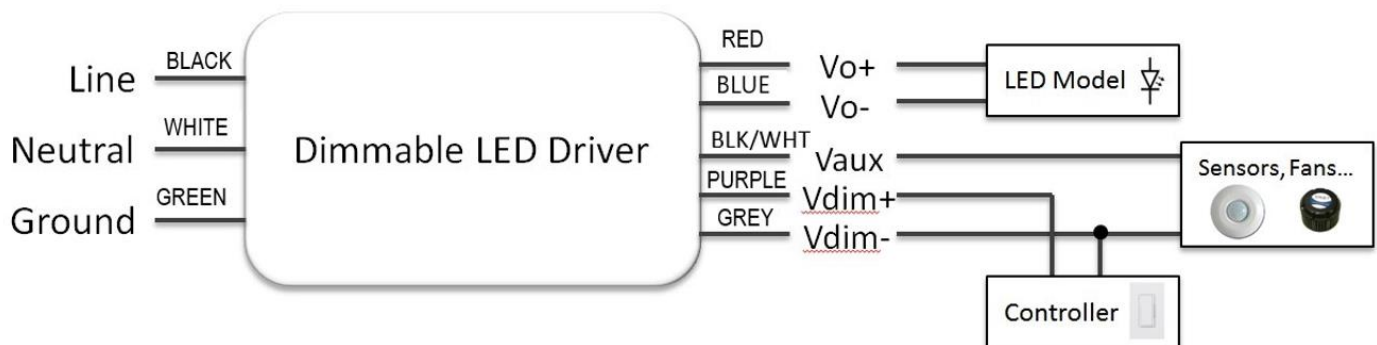 Line BLACK
Neutral WHITE
Ground GREEN
Dimmable LED Driver
RED Vo+
BLUE Vo-
BLK/WHT Vaux
PURPLE Vdim+
GREY Vdim-
LED Model
Sensors, Fans...
Controller